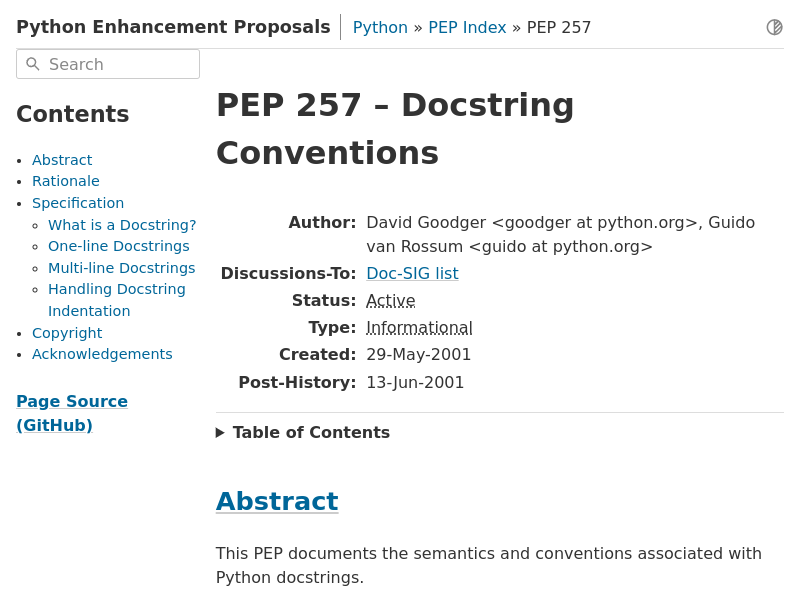 Python Enhancement Proposals
Python » PEP Index » PEP 257
Search
Contents
Abstract
Rationale
Specification
What is a Docstring?
One-line Docstrings
Multi-line Docstrings
Handling Docstring
Indentation
Copyright
Acknowledgements
Page Source
(GitHub)
PEP 257 – Docstring
Conventions
Author: David Goodger <goodger at python.org>, Guido
van Rossum <guido at python.org>
Discussions-To: Doc-SIG list
Status: Active
Type: Informational
Created: 29-May-2001
Post-History: 13-Jun-2001
Table of Contents
Abstract
This PEP documents the semantics and conventions associated with
Python docstrings.